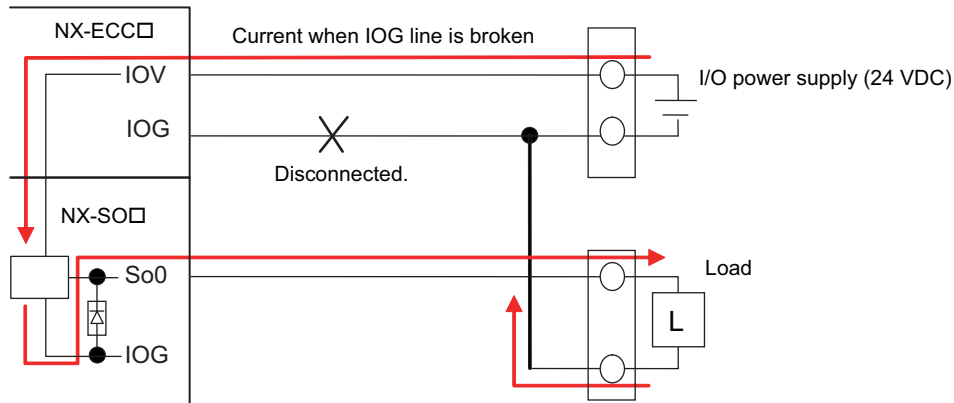 NX-ECC□
Current when IOG line is broken
IOV
I/O power supply (24 VDC)
IOG
Disconnected.
NX-SO□
So0
Load
L
IOG